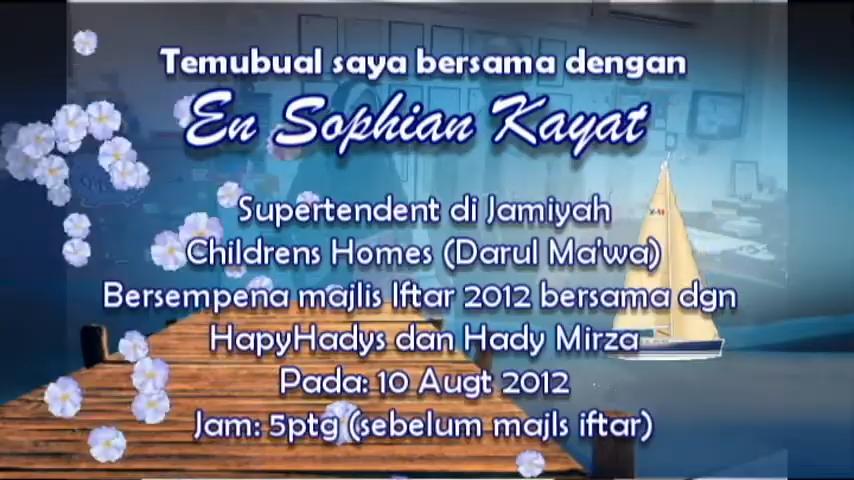 Temubual saya bersama dengan
En Sophian Kayat
Supertendent di Jamiyah
Childrens Homes (Darul Ma'wa)
Bersempena majlis Iftar 2012 bersama dgn
HapyHadys dan Hady Mirza
Pada: 10 Augt 2012
Jam: 5ptg (sebelum majls iftar)